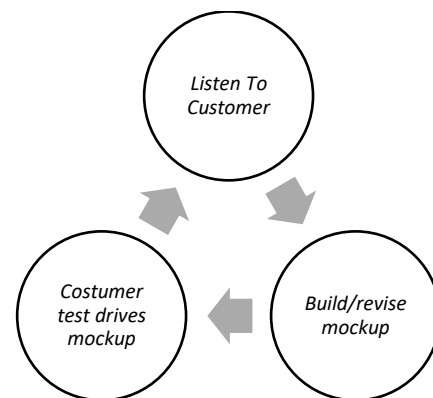 Listen To
Customer
Costumer
test drives
mockup
Build/revise
mockup